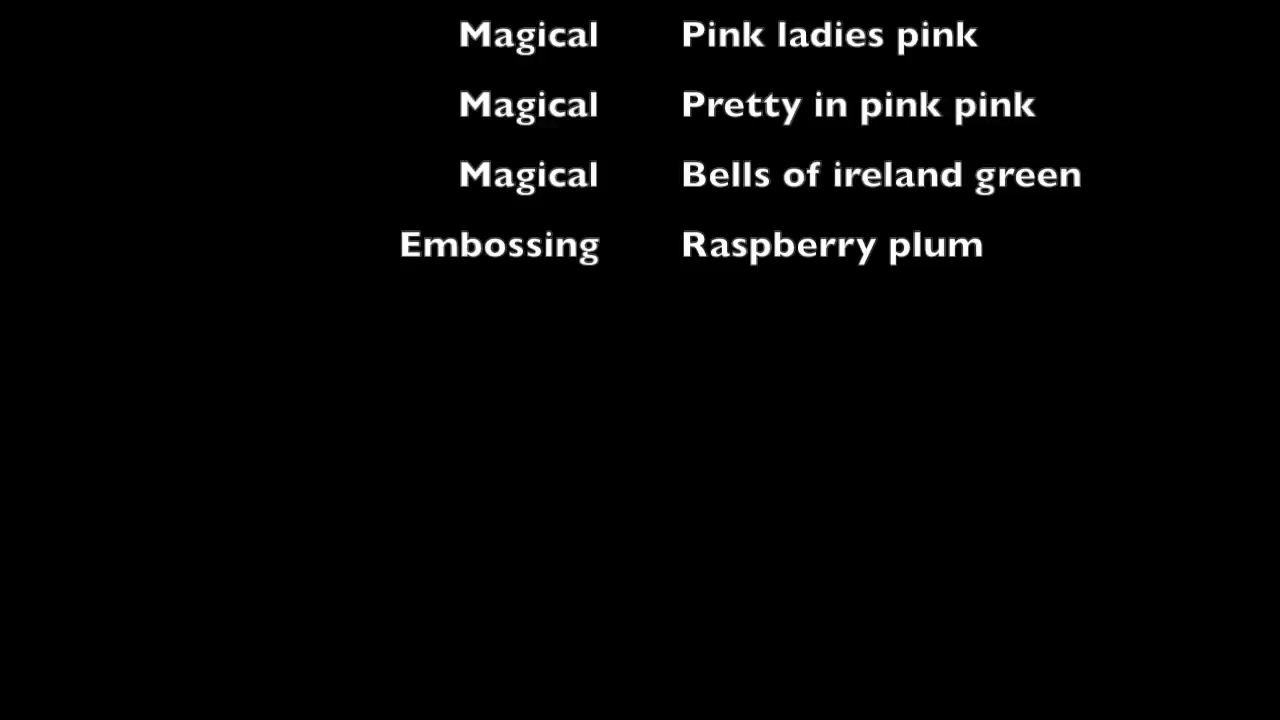 Magical Pink ladies pink
Magical Pretty in pink pink
Magical Bells of ireland green
Embossing Raspberry plum